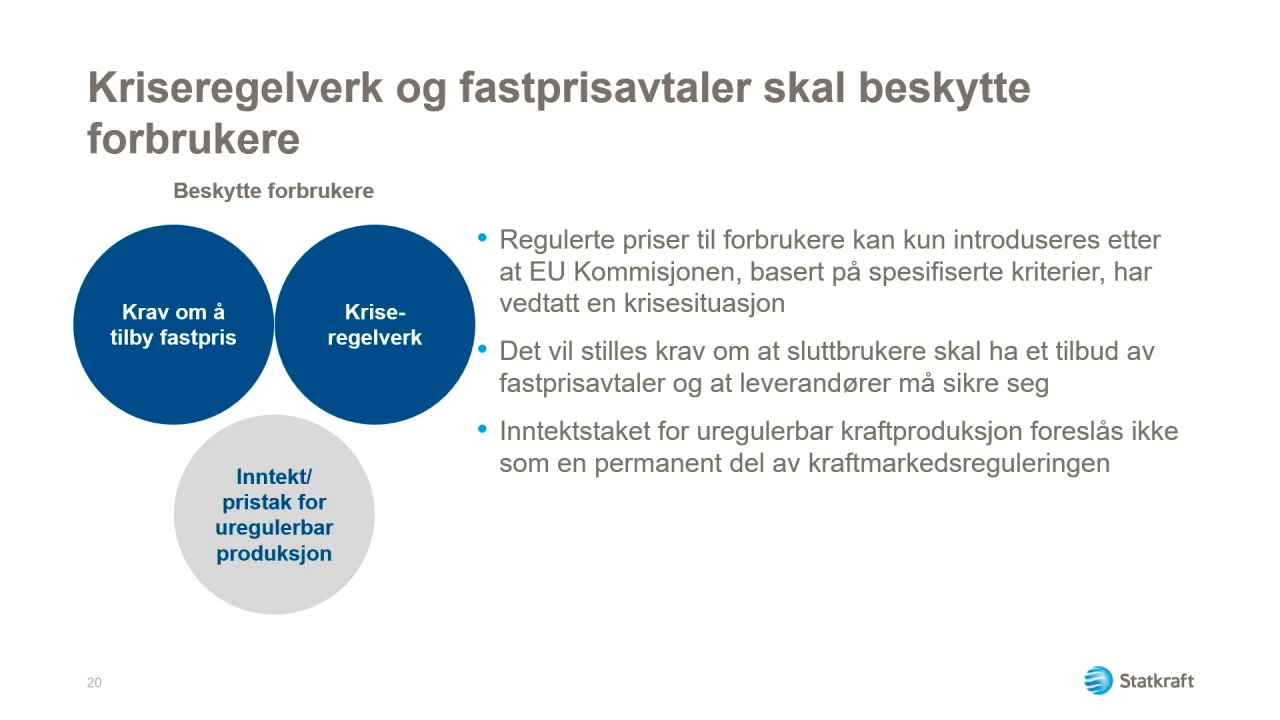 Kriseregelverk og fastprisavtaler skal beskytte
forbrukere
Beskytte forbrukere
Krav om å
tilby fastpris
Krise-
regelverk
Inntekt/
pristak for
uregulerbar
produksjon
• Regulerte priser til forbrukere kan kun introduseres etter
at EU Kommisjonen, basert på spesifiserte kriterier, har
vedtatt en krisesituasjon
• Det vil stilles krav om at sluttbrukere skal ha et tilbud av
fastprisavtaler og at leverandører må sikre seg
• Inntektstaket for uregulerbar kraftproduksjon foreslås ikke
som en permanent del av kraftmarkedsreguleringen
20
Statkraft